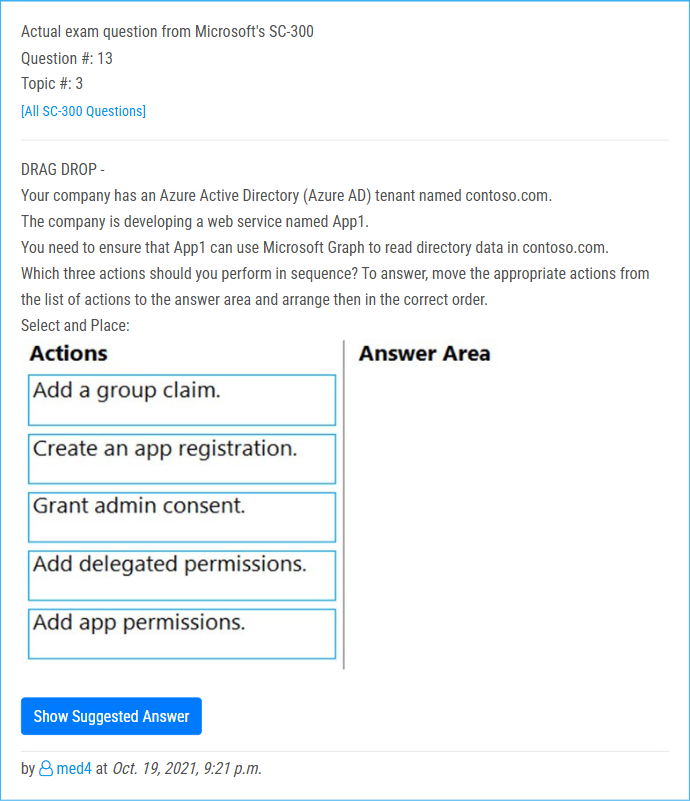 Actual exam question from Microsoft's SC-300
Question #: 13
Topic #: 3
[All SC-300 Questions]
DRAG DROP -
Your company has an Azure Active Directory (Azure AD) tenant named contoso.com.
The company is developing a web service named App1.
You need to ensure that App1 can use Microsoft Graph to read directory data in contoso.com.
Which three actions should you perform in sequence? To answer, move the appropriate actions from
the list of actions to the answer area and arrange then in the correct order.
Select and Place:
Actions
Answer Area
Add a group claim.
Create an app registration.
Grant admin consent.
Add delegated permissions.
Add app permissions.
Show Suggested Answer
by med4 at Oct. 19, 2021, 9:21 p.m.